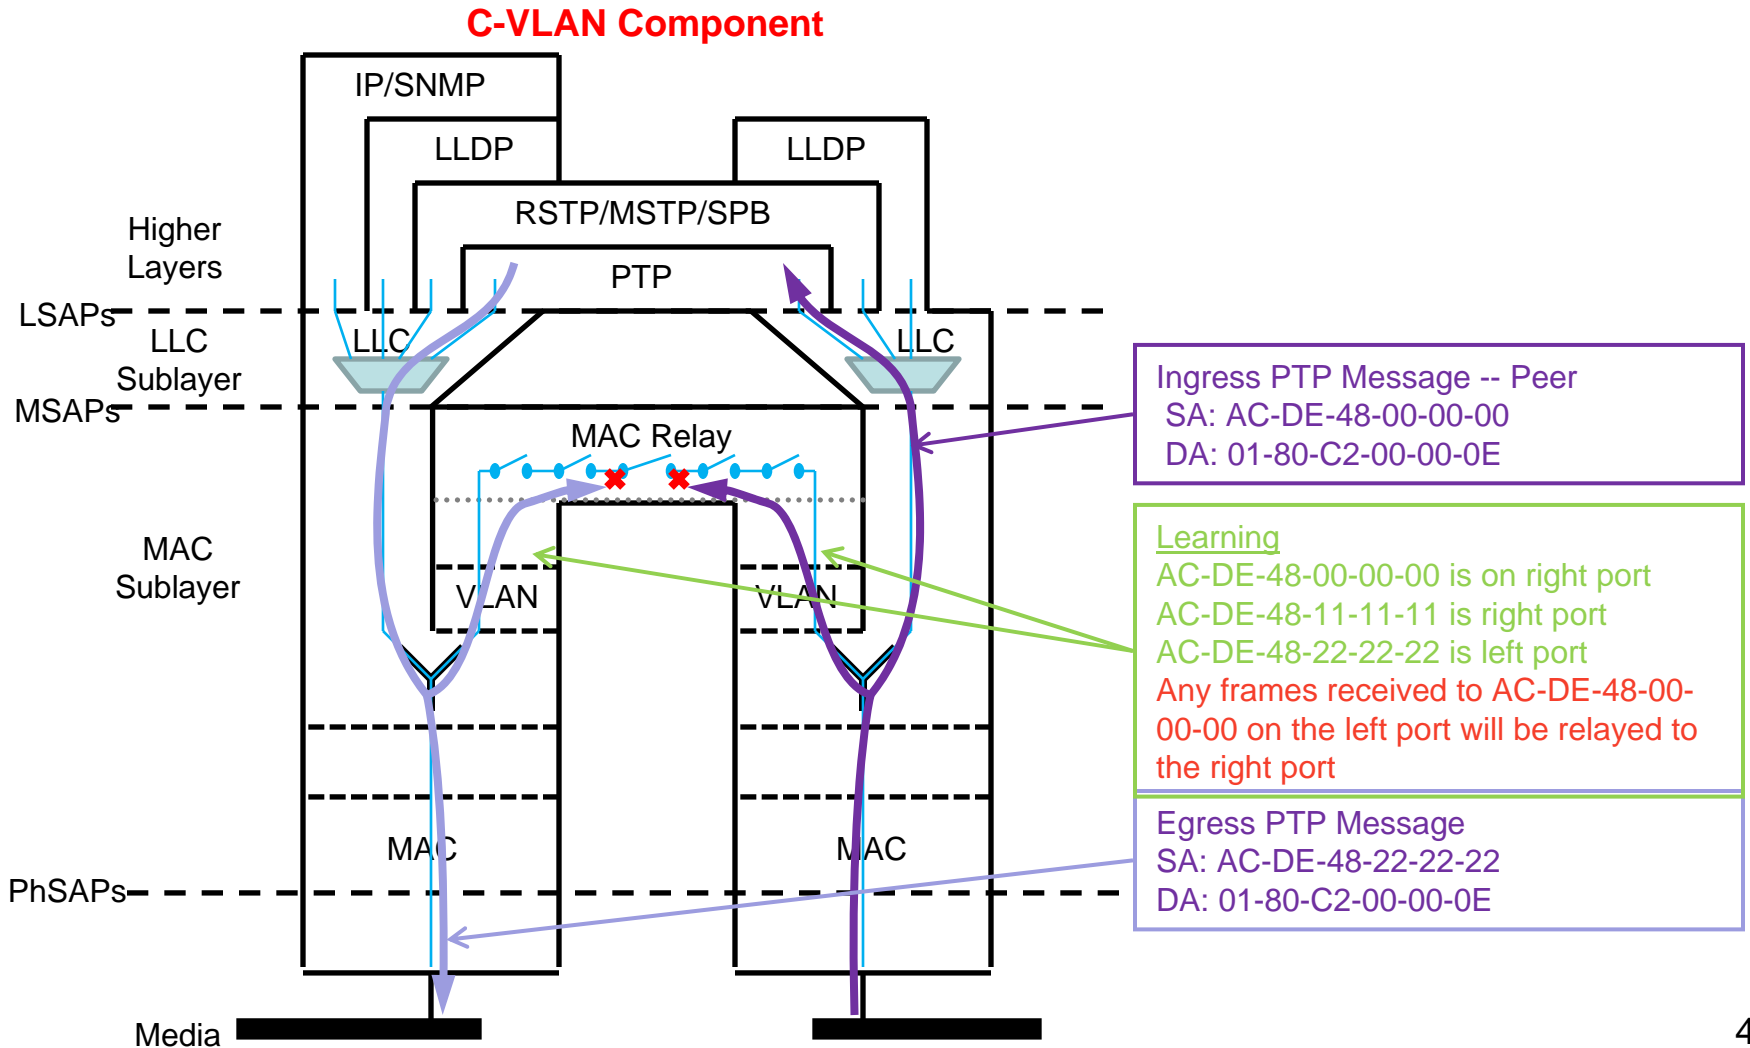 C-VLAN Component
IP/SNMP
LLDP
LLDP
RSTP/MSTP/SPB
PTP
Higher
Layers
LSAPs
LLC
Sublayer
LLC
LLC
MSAPs
MAC Relay
MAC
Sublayer
VLAN
VLAN
MAC
MAC
PhSAPs
Media
Ingress PTP Message -- Peer
SA: AC-DE-48-00-00-00
DA: 01-80-C2-00-00-0E
Learning
AC-DE-48-00-00-00 is on right port
AC-DE-48-11-11-11 is right port
AC-DE-48-22-22-22 is left port
Any frames received to AC-DE-48-00-
00-00 on the left port will be relayed to
the right port
Egress PTP Message
SA: AC-DE-48-22-22-22
DA: 01-80-C2-00-00-0E
4